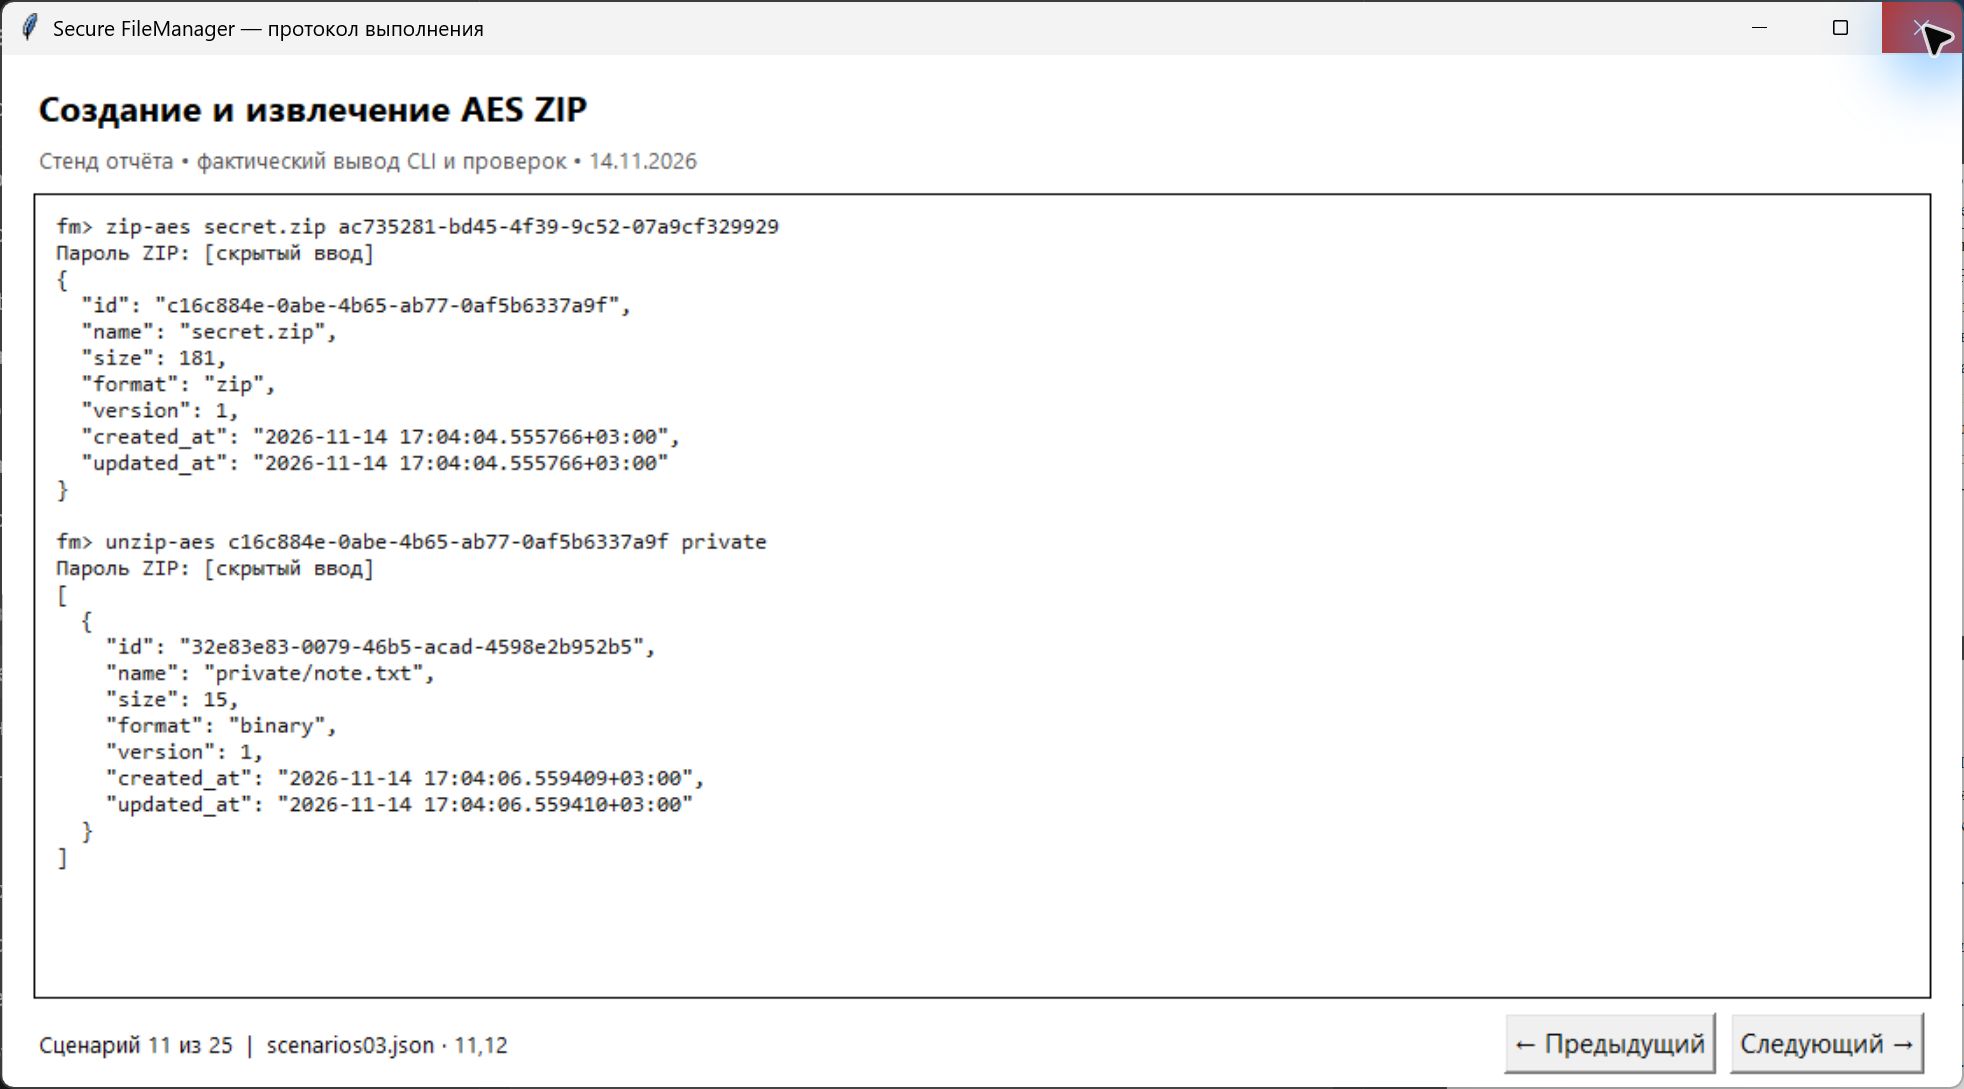 Secure FileManager — протокол выполнения
Создание и извлечение AES ZIP
Стенд отчёта • фактический вывод CLI и проверок • 14.11.2026
fm> zip-aes secret.zip ac735281-bd45-4f39-9c52-07a9cf329929
Пароль ZIP: [скрытый ввод]
{
  "id": "c16c884e-0abe-4b65-ab77-0af5b6337a9f",
  "name": "secret.zip",
  "size": 181,
  "format": "zip",
  "version": 1,
  "created_at": "2026-11-14 17:04:04.555766+03:00",
  "updated_at": "2026-11-14 17:04:04.555766+03:00"
}
fm> unzip-aes c16c884e-0abe-4b65-ab77-0af5b6337a9f private
Пароль ZIP: [скрытый ввод]
[
  {
    "id": "32e83e83-0079-46b5-acad-4598e2b952b5",
    "name": "private/note.txt",
    "size": 15,
    "format": "binary",
    "version": 1,
    "created_at": "2026-11-14 17:04:06.559409+03:00",
    "updated_at": "2026-11-14 17:04:06.559410+03:00"
  }
]
Сценарий 11 из 25 | scenarios03.json · 11,12
← Предыдущий
Следующий →